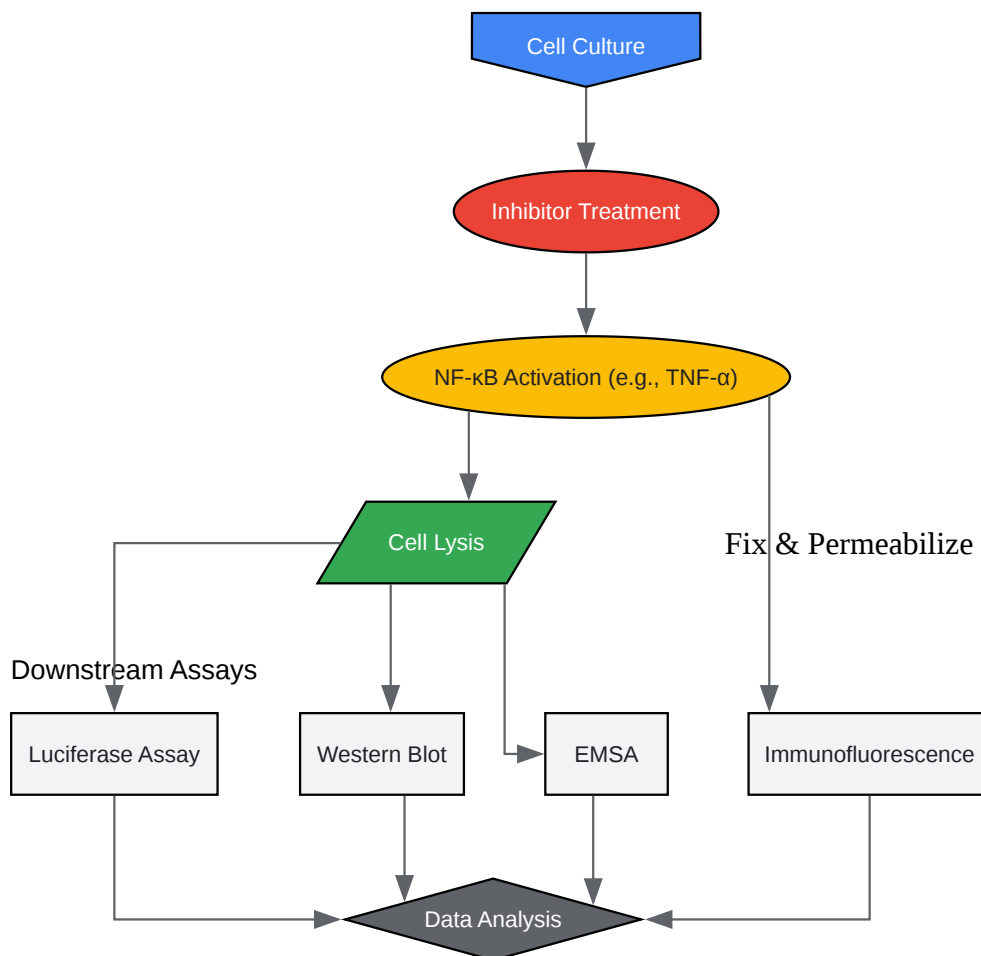 Cell Culture
Inhibitor Treatment
NF-κB Activation (e.g., TNF-α)
Cell Lysis
Fix & Permeabilize
Downstream Assays
Luciferase Assay
Western Blot
EMSA
Immunofluorescence
Data Analysis